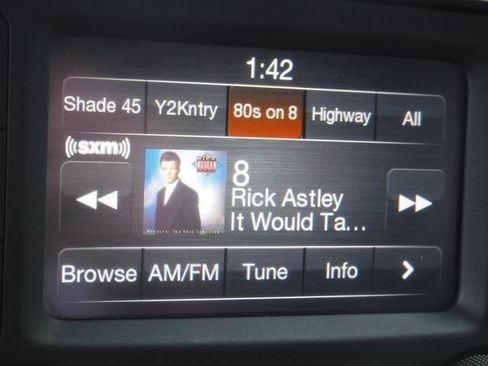 1:42
Shade 45 Y2Kntry 80s on 8 Highway All
((sxm))
8
Rick Astley
It Would Ta...
Browse AM/FM Tune Info >